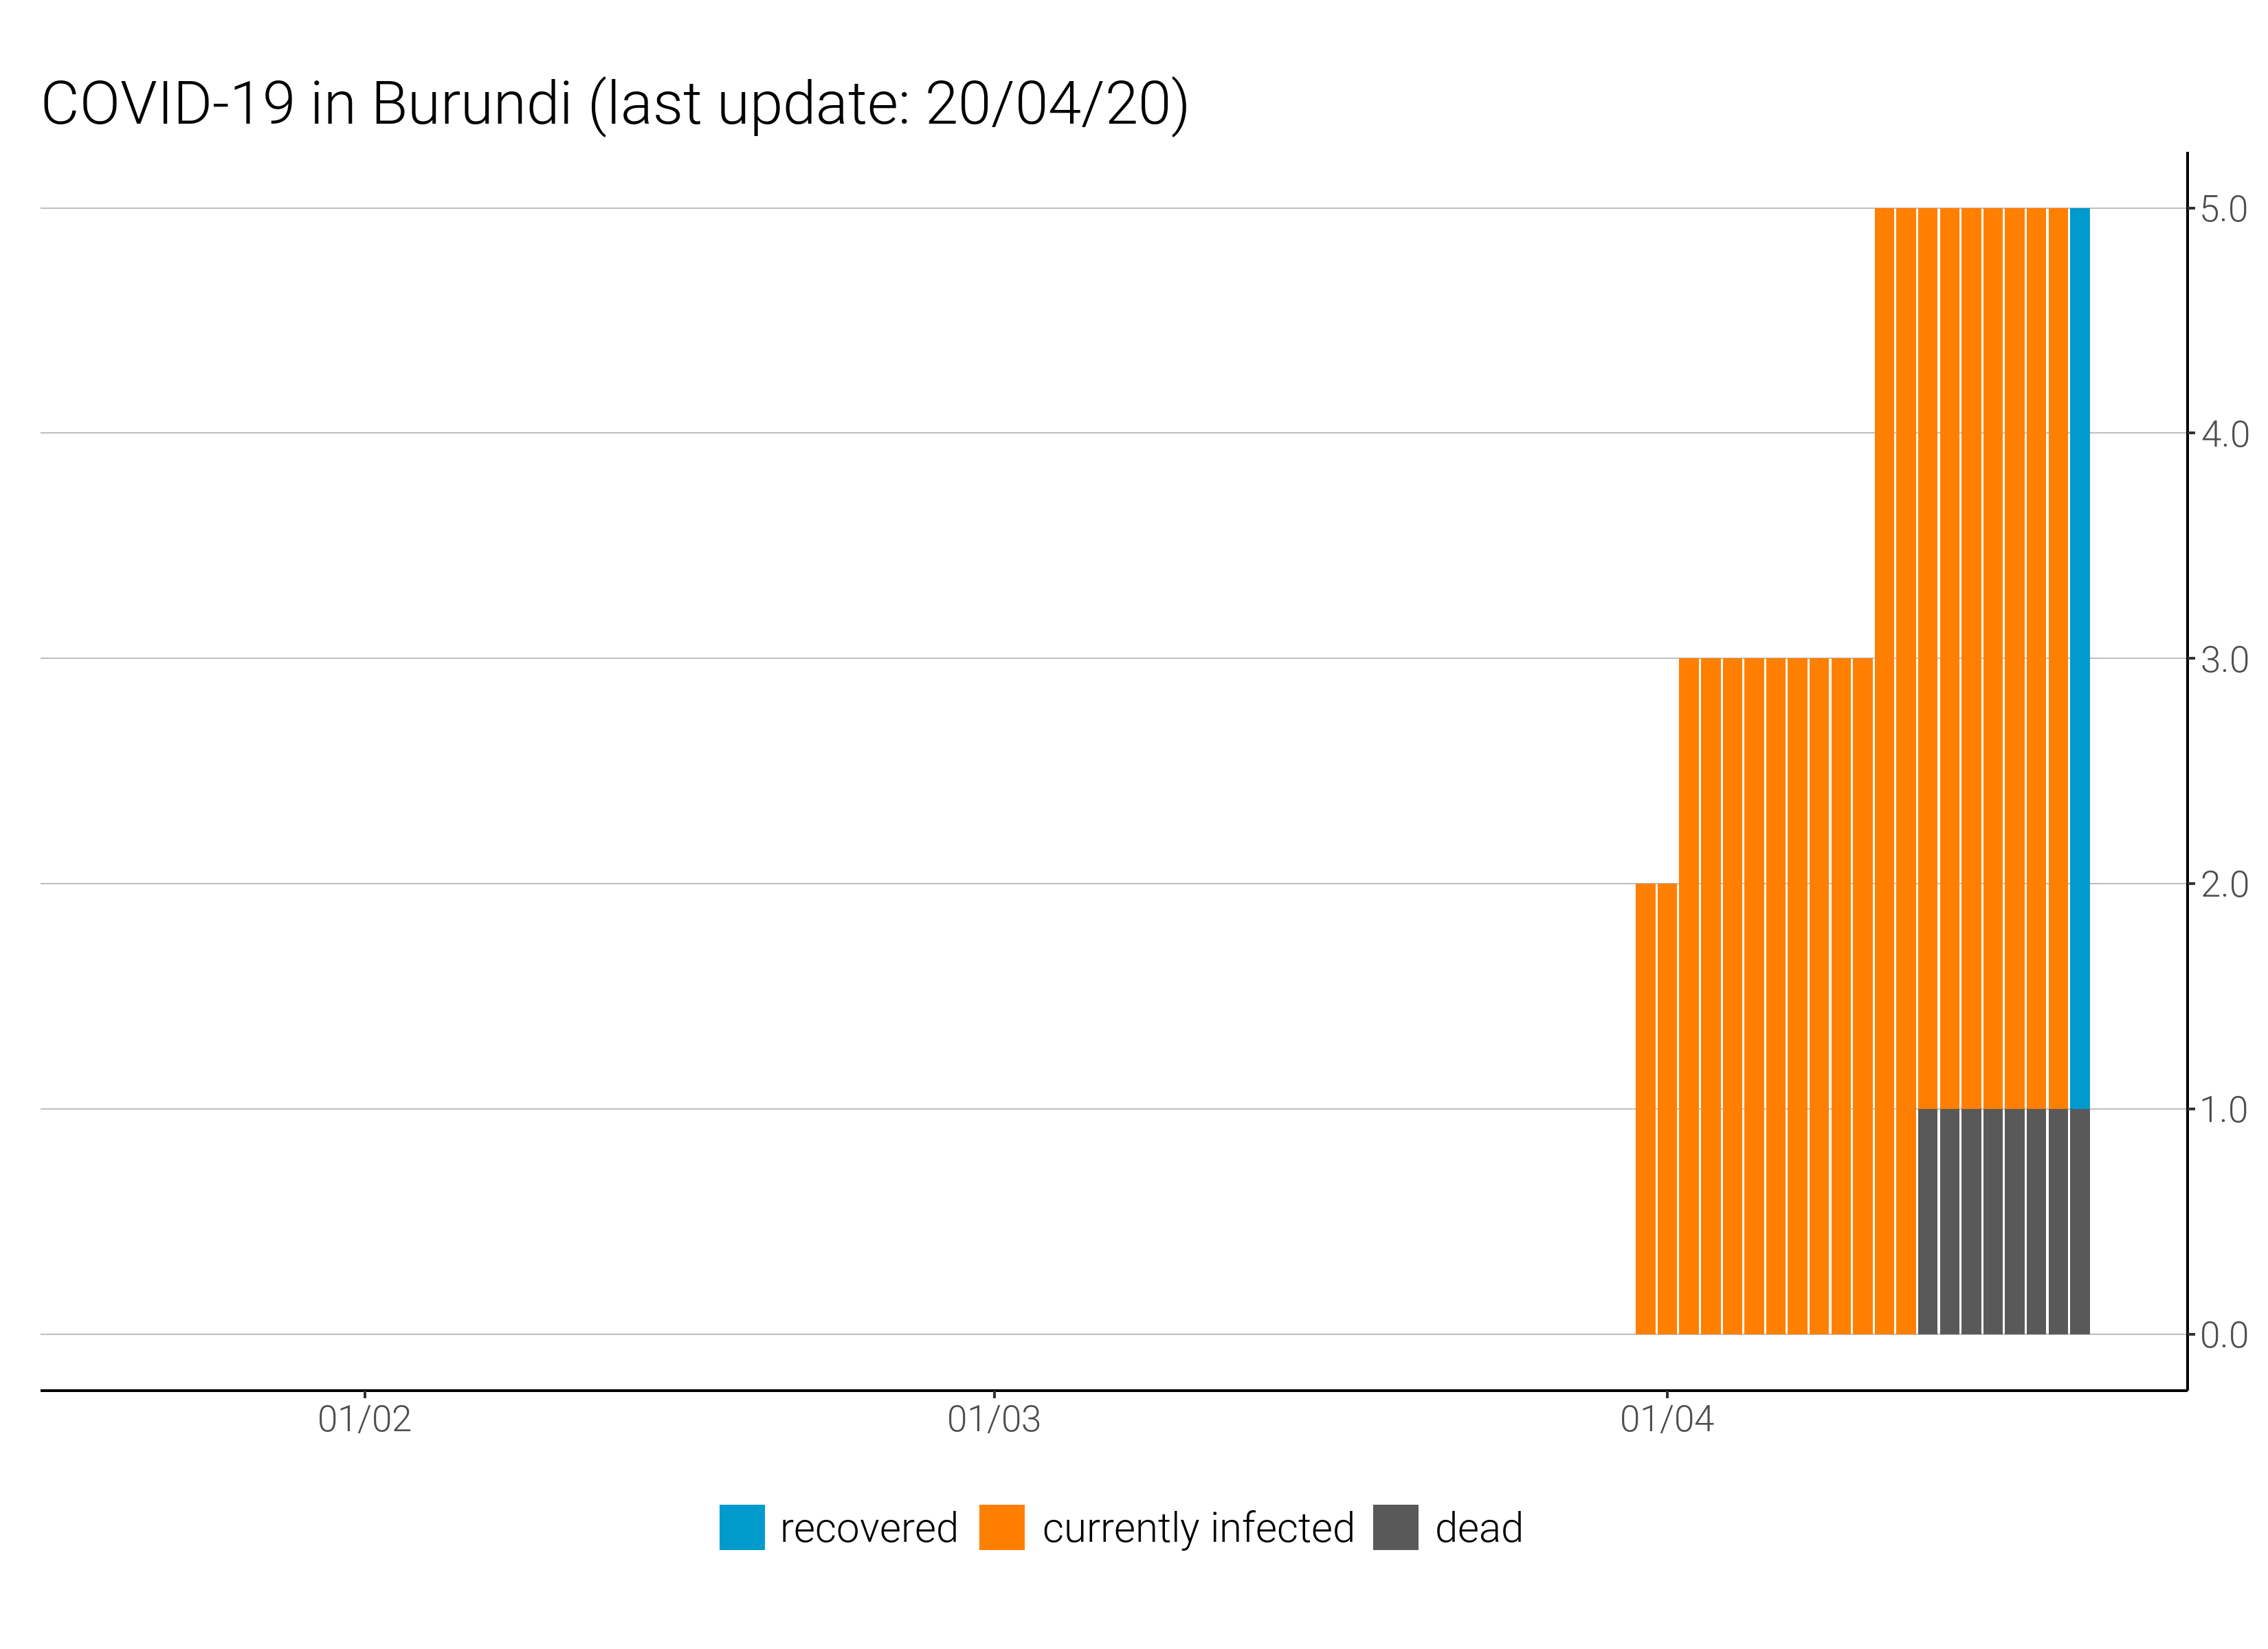 COVID-19 in Burundi (last update: 20/04/20)
5.0
4.0
3.0
2.0
1.0
0.0
01/02 01/03 01/04
recovered currently infected dead